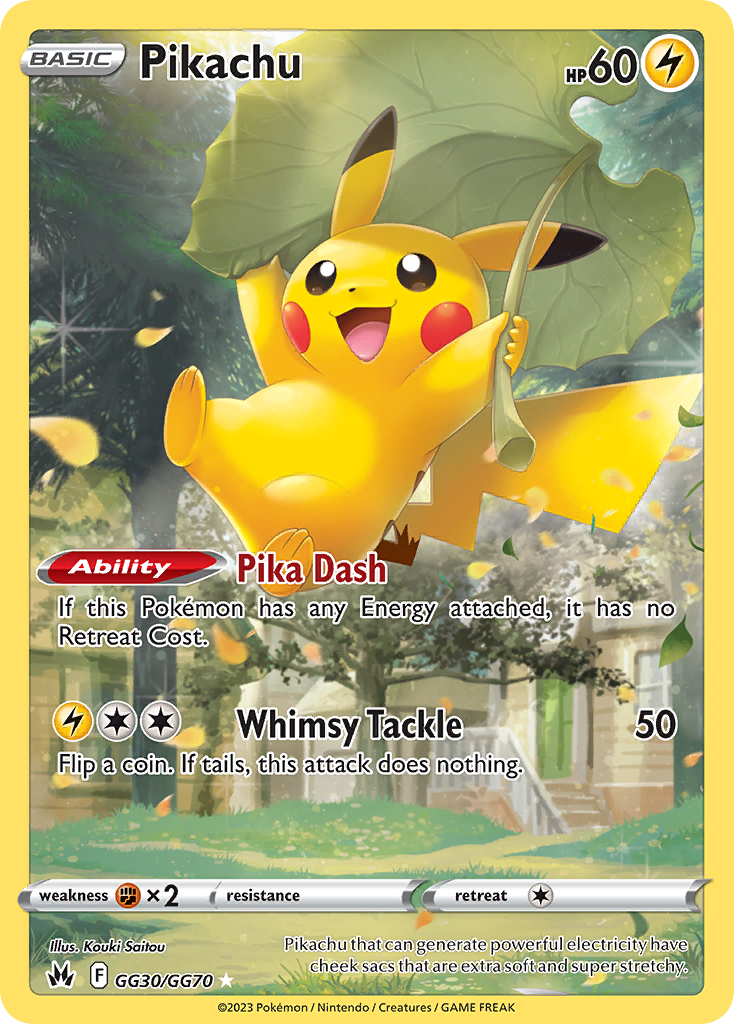 BASIC Pikachu HP60
Ability Pika Dash
If this Pokémon has any Energy attached, it has no
Retreat Cost.
Whimsy Tackle 50
Flip a coin. If tails, this attack does nothing.
weakness ×2 resistance retreat
Illus. Kouki Saitou
Pikachu that can generate powerful electricity have
cheek sacs that are extra soft and super stretchy.
F GG30/GG70
©2023 Pokémon / Nintendo / Creatures / GAME FREAK